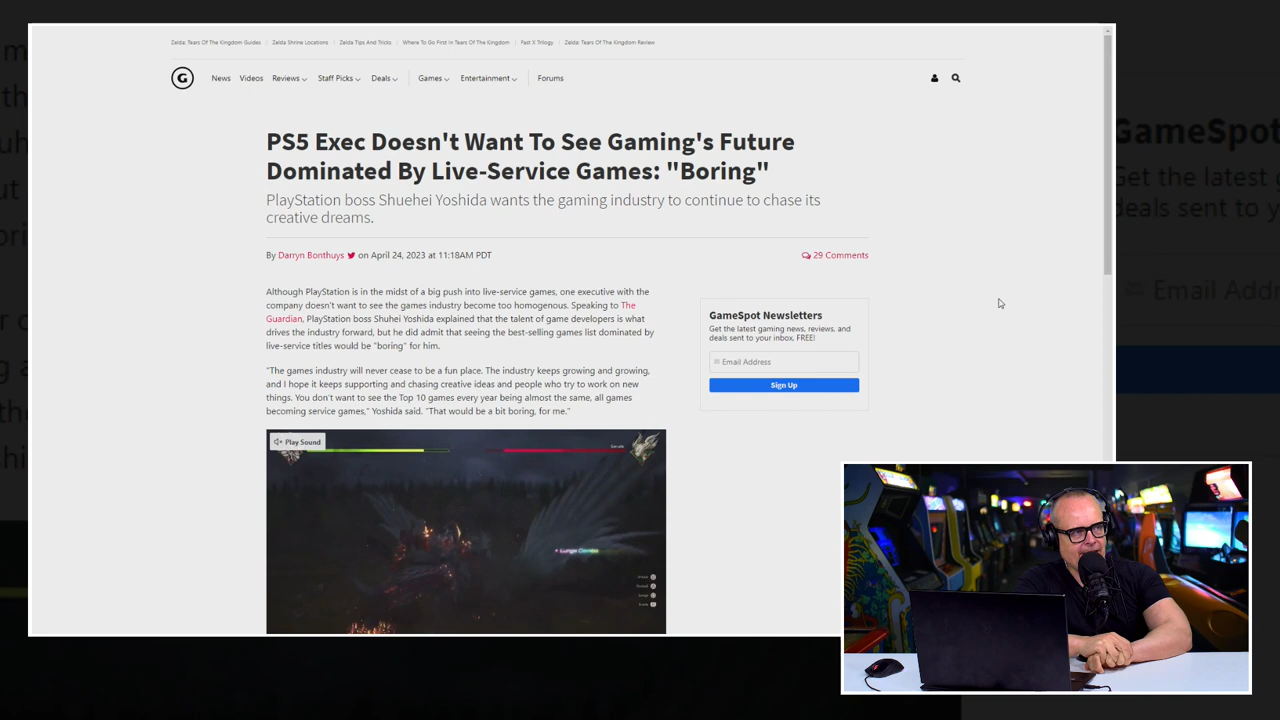 Zelda: Tears Of The Kingdom Guides
Zelda Shrine Locations
Zelda Tips And Tricks
Where To Go First In Tears Of The Kingdom
Fast X Trilogy
Zelda: Tears Of The Kingdom Review
G
News Videos Reviews Staff Picks Deals Games Entertainment Forums
PS5 Exec Doesn't Want To See Gaming's Future
Dominated By Live-Service Games: "Boring"
PlayStation boss Shuehei Yoshida wants the gaming industry to continue to chase its
creative dreams.
By Darryn Bonthuys on April 24, 2023 at 11:18AM PDT
29 Comments
Although PlayStation is in the midst of a big push into live-service games, one executive with the
company doesn't want to see the games industry become too homogenous. Speaking to The
Guardian, PlayStation boss Shuhei Yoshida explained that the talent of game developers is what
drives the industry forward, but he did admit that seeing the best-selling games list dominated by
live-service titles would be "boring" for him.
"The games industry will never cease to be a fun place. The industry keeps growing and growing,
and I hope it keeps supporting and chasing creative ideas and people who try to work on new
things. You don't want to see the Top 10 games every year being almost the same, all games
becoming service games," Yoshida said. "That would be a bit boring, for me."
GameSpot Newsletters
Get the latest gaming news, reviews, and
deals sent to your inbox, FREE!
Email Address
Sign Up
Play Sound
Lunge Combo
GameSpot
Get the latest
deals sent to y
Email Addr